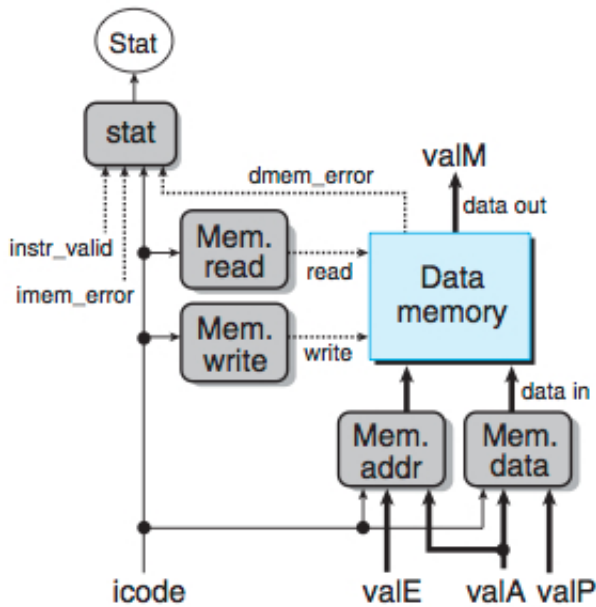 Stat
stat
valM
dmem_error
data out
instr_valid
Mem.
read
read
Data
memory
imem_error
Mem.
write
write
data in
Mem.
addr
Mem.
data
icode
valE
valA
valP